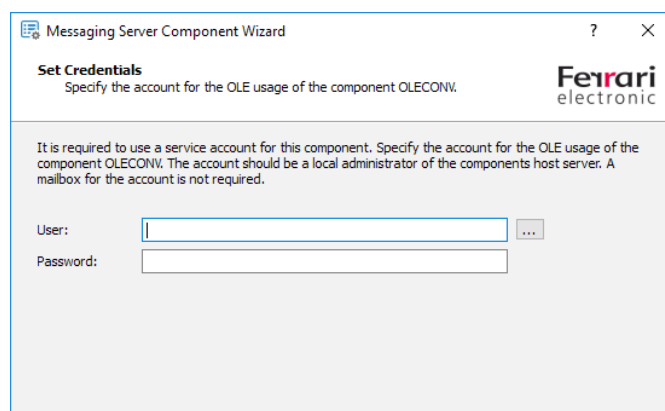 Messaging Server Component Wizard
?
Set Credentials
Specify the account for the OLE usage of the component OLECONV.
Ferrari
electronic
It is required to use a service account for this component. Specify the account for the OLE usage of the
component OLECONV. The account should be a local administrator of the components host server. A
mailbox for the account is not required.
User:
...
Password: